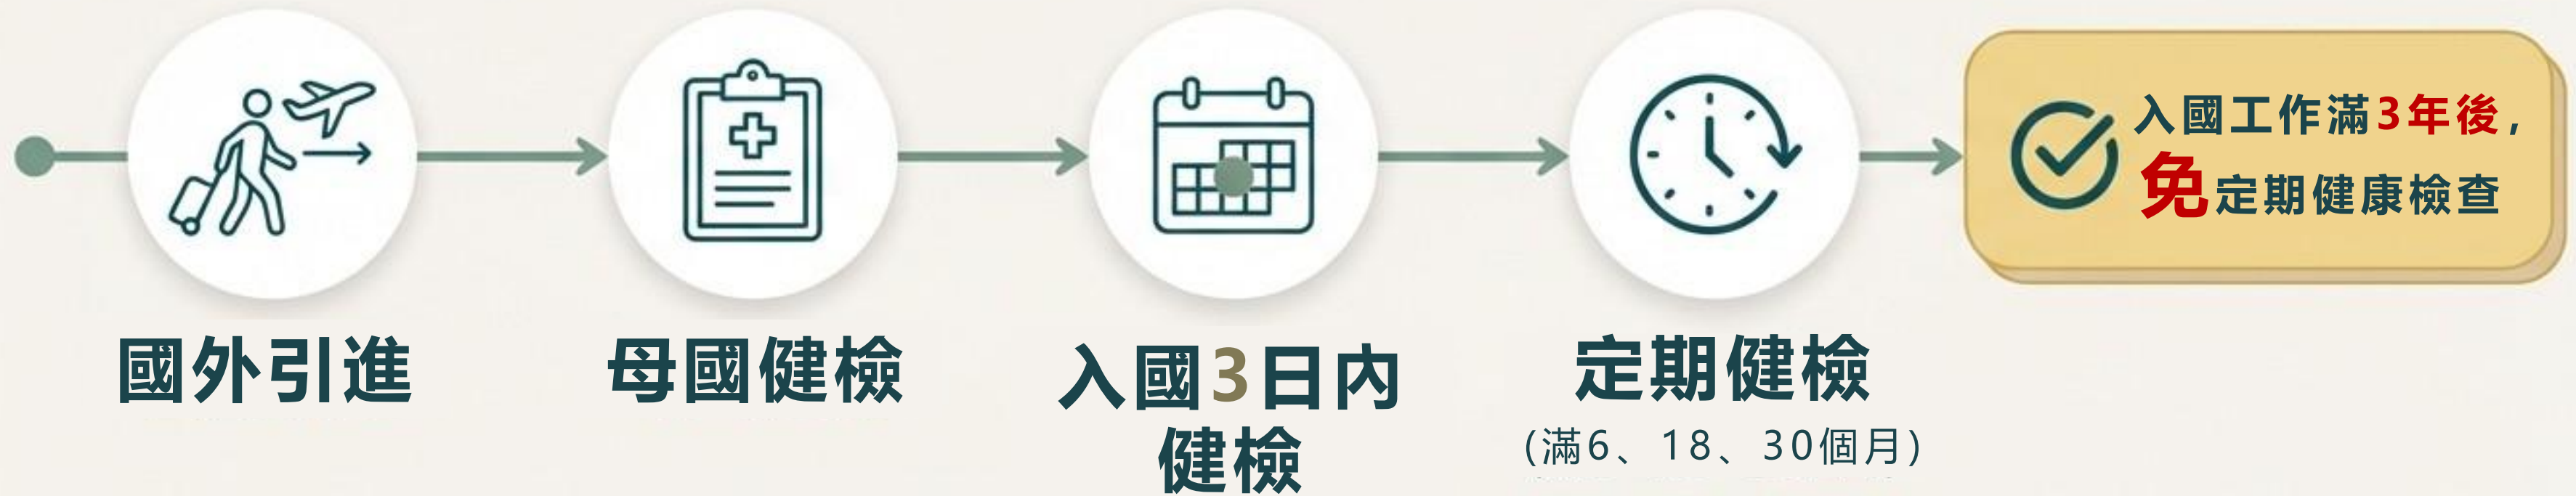 國外引進
母國健檢
入國3日內
健檢
定期健檢
(滿6、18、30個月)
入國工作滿3年後,
免定期健康檢查